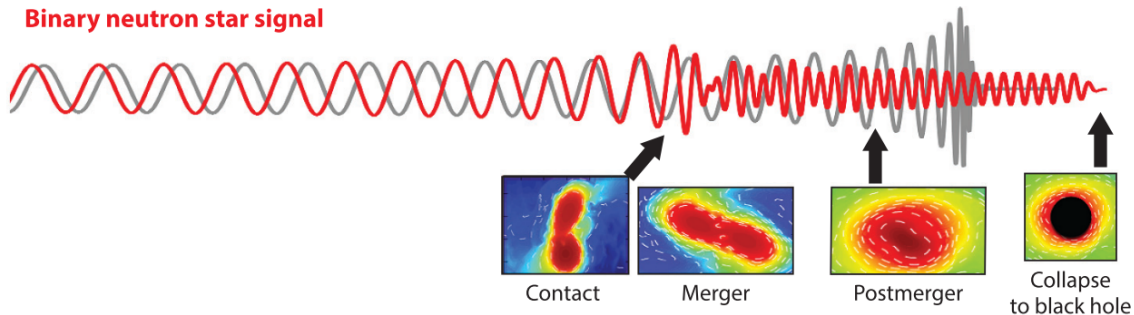 Binary neutron star signal
Contact
Merger
Postmerger
Collapse
to black hole